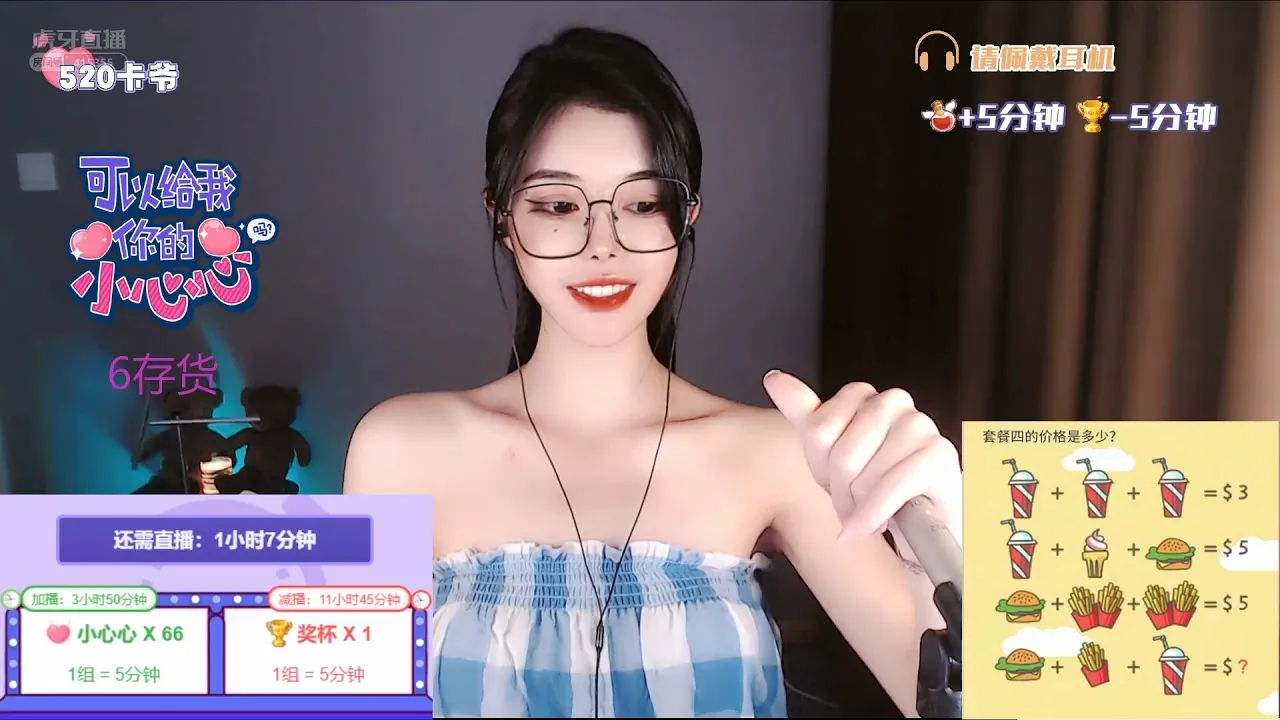 虎牙直播
520卡爷
请佩戴耳机
+5分钟 -5分钟
可以给我
你的
吗?
小心心
6存货
还需直播：1小时7分钟
加播：3小时50分钟
减播：11小时45分钟
小心心 X 66
奖杯 X 1
1组 = 5分钟
1组 = 5分钟
套餐四的价格是多少?
+ + = $ 3
+ + = $ 5
+ + = $ 5
+ + = $ ?